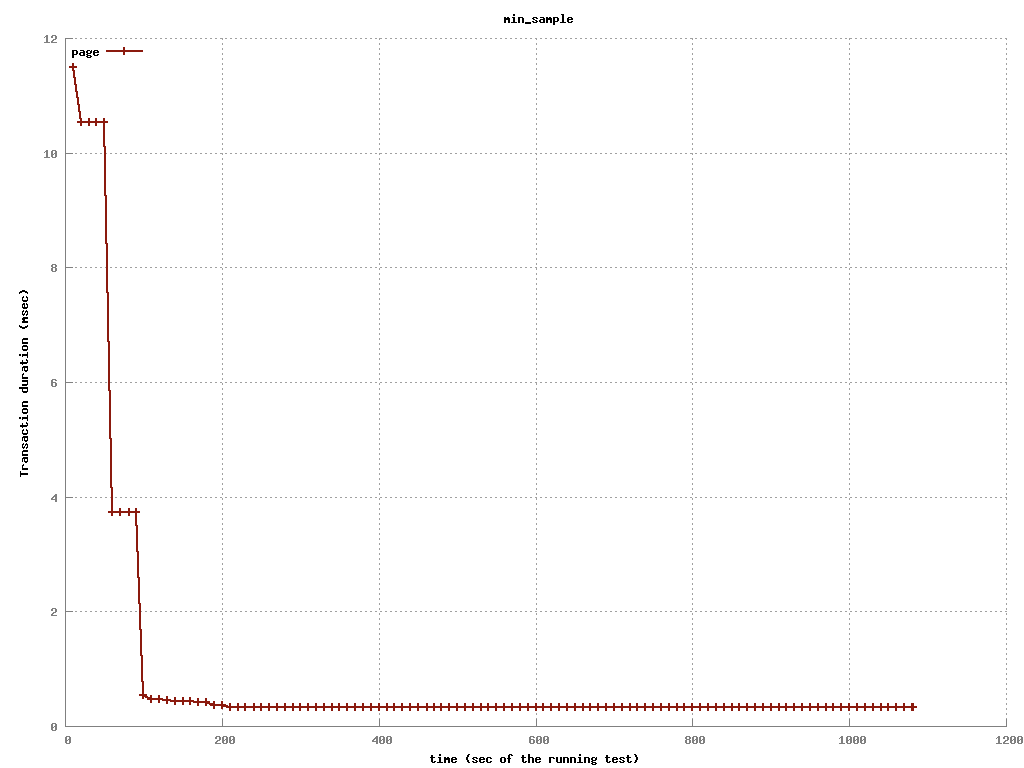 min_sample
page
12
10
8
6
4
2
0
Transaction duration (msec)
0 200 400 600 800 1000 1200
time (sec of the running test)